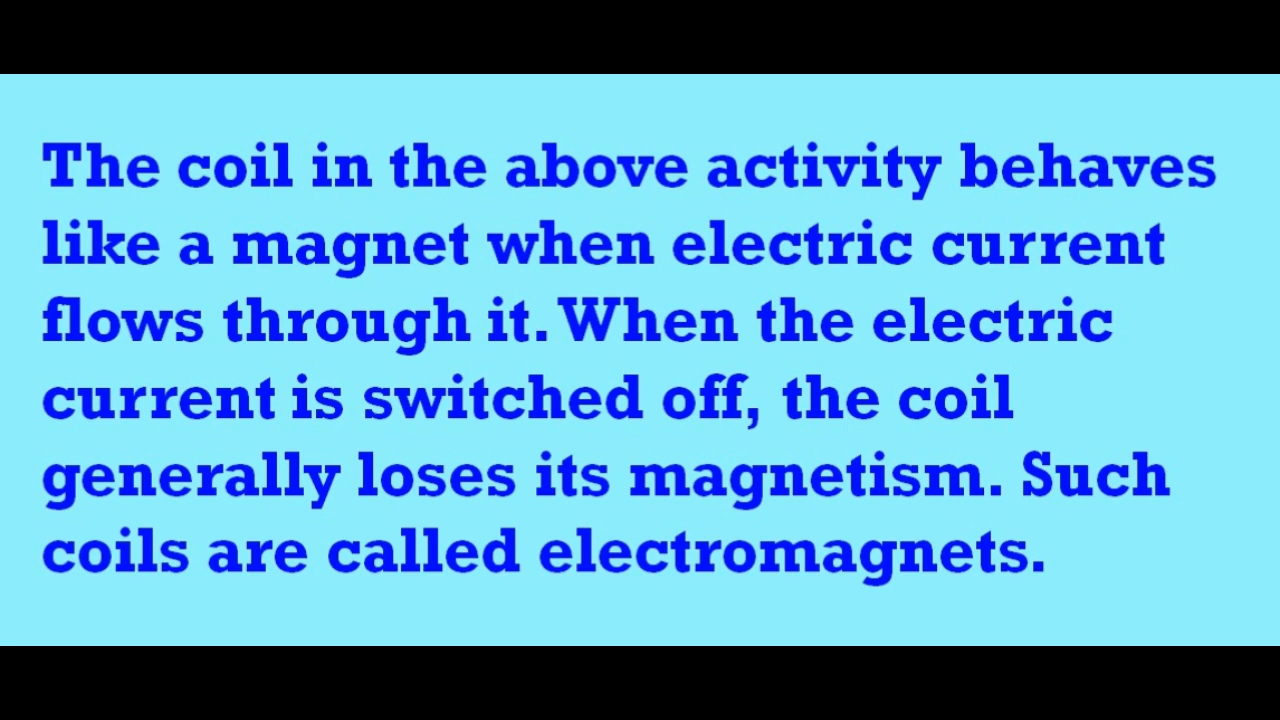 The coil in the above activity behaves
like a magnet when electric current
flows through it. When the electric
current is switched off, the coil
generally loses its magnetism. Such
coils are called electromagnets.